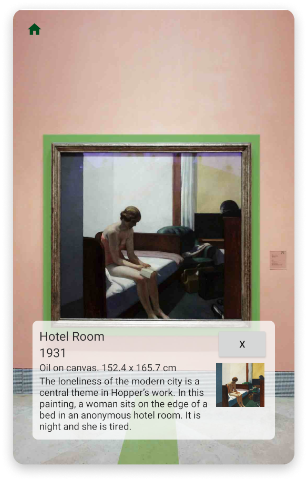 Hotel Room
X
1931
Oil on canvas. 152.4 x 165.7 cm
The loneliness of the modern city is a
central theme in Hopper's work. In this
painting, a woman sits on the edge of a
bed in an anonymous hotel room. It is
night and she is tired.